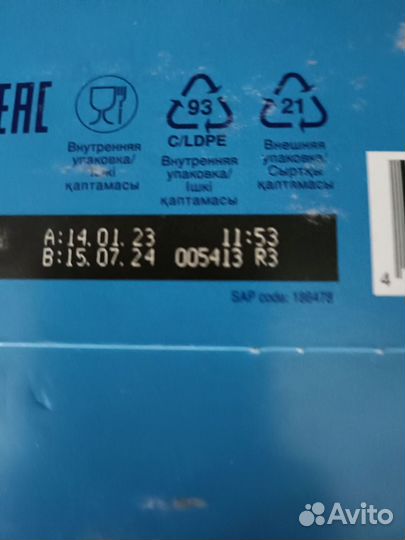 EAC
93
21
C/LDPE
Внутренняя
упаковка/
Ішкі
қаптамасы
Внутренняя
упаковка/
Ішкі
қаптамасы
Внешняя
упаковка/
Сыртқы
қаптамасы
A:14.01.23 11:53
B:15.07.24 005413 R3
SAP code: 186478
4
Avito